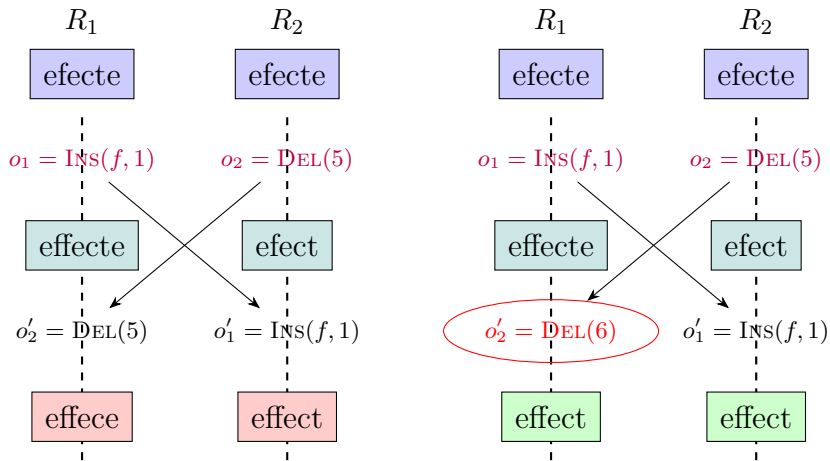 R₁ R₂ R₁ R₂
efecte efecte efecte efecte
o₁ = INS(f, 1) o₂ = DEL(5) o₁ = INS(f, 1) o₂ = DEL(5)
effecte efect effecte efect
o′₂ = DEL(5) o′₁ = INS(f, 1) o′₂ = DEL(6) o′₁ = INS(f, 1)
effece effect effect effect